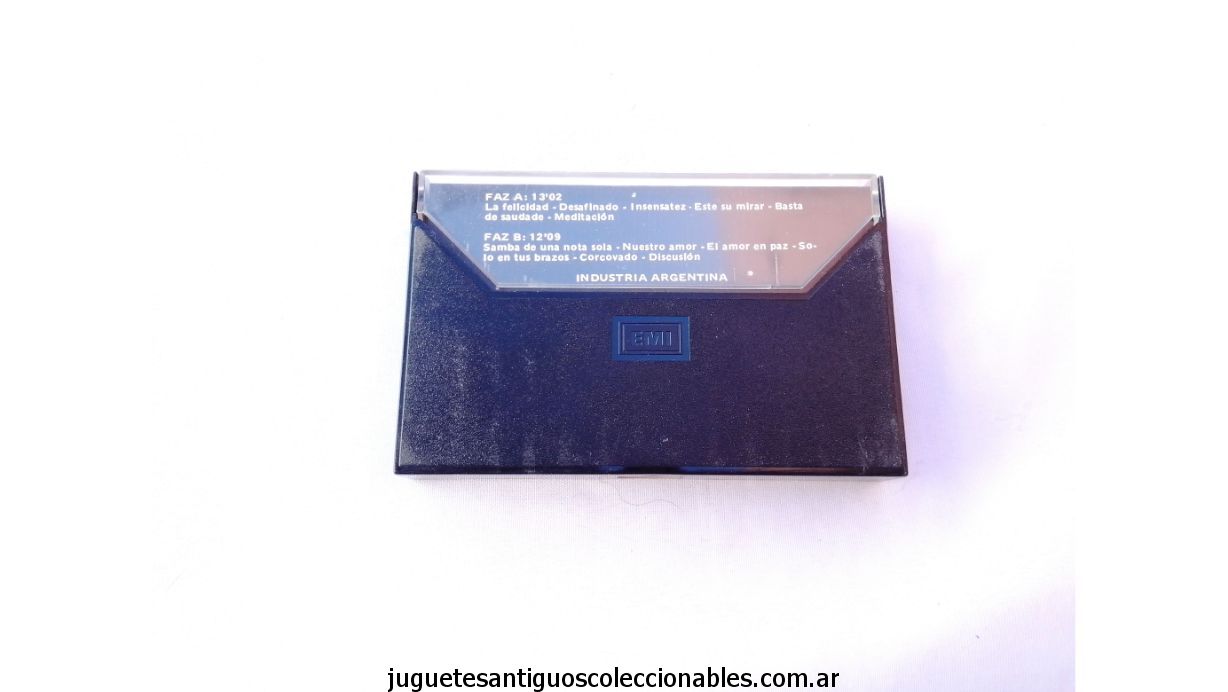 FAZ A: 13'02
La felicidad - Desafinado - Insensatez - Este su mirar - Basta
de saudade - Meditación
FAZ B: 12'09
Samba de una nota sola - Nuestro amor - El amor en paz - So-
lo en tus brazos - Corcovado - Discusión
INDUSTRIA ARGENTINA
EMI
juguetesantiguoscoleccionables.com.ar